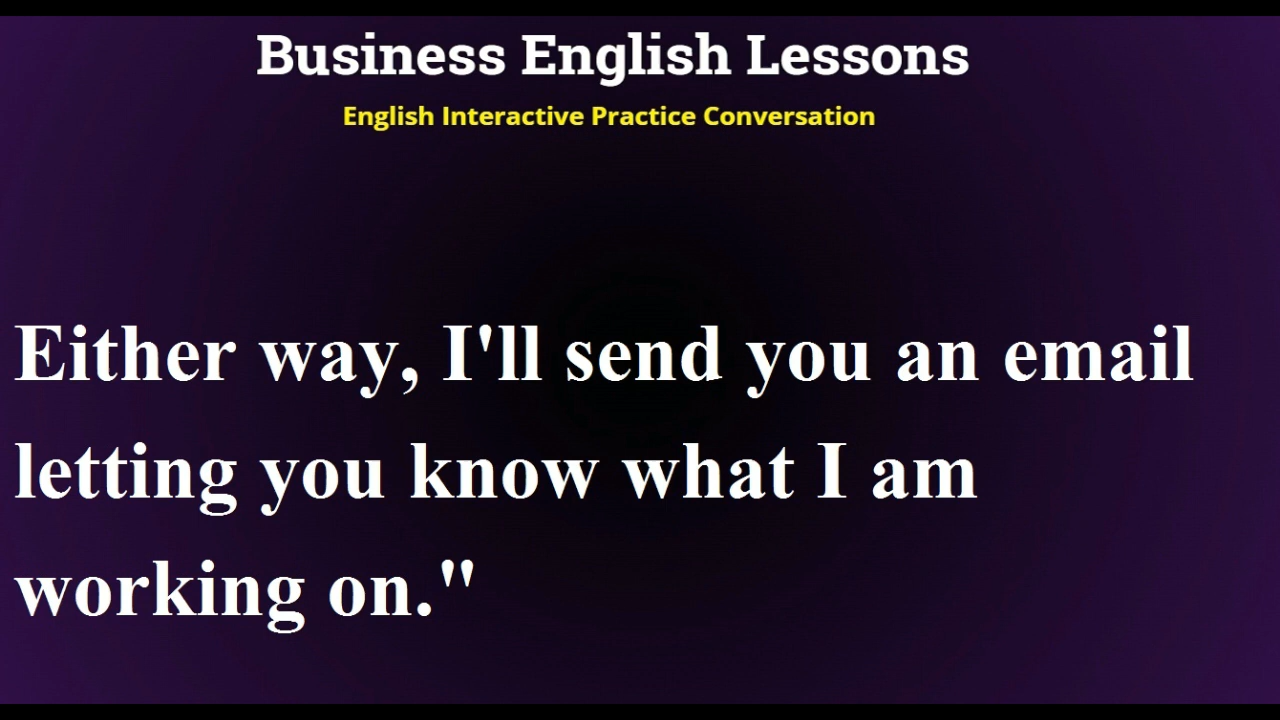 Business English Lessons
English Interactive Practice Conversation
Either way, I'll send you an email
letting you know what I am
working on."